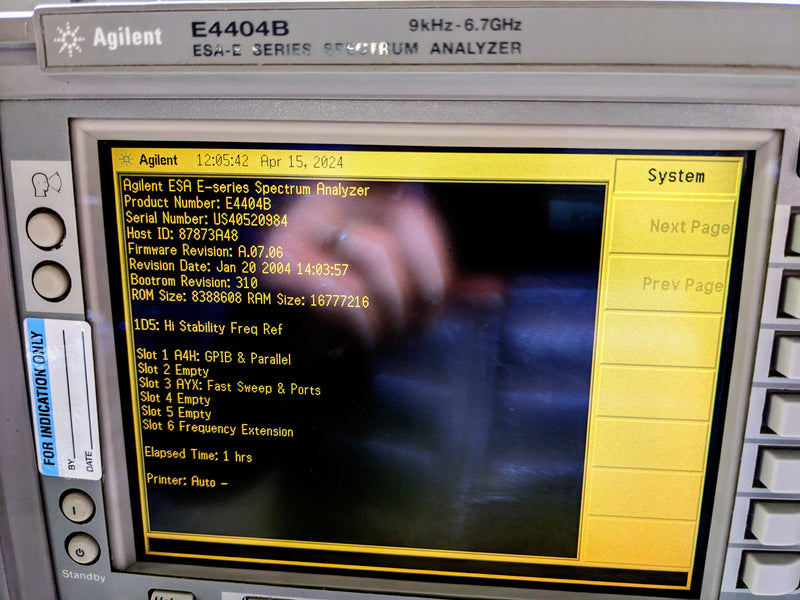 Agilent E4404B 9kHz-6.7GHz
ESA-E SERIES SPECTRUM ANALYZER
Agilent 12:05:42 Apr 15, 2024
Agilent ESA E-series Spectrum Analyzer
Product Number: E4404B
Serial Number: US40520984
Host ID: 87873A48
Firmware Revision: A.07.06
Revision Date: Jan 20 2004 14:03:57
Bootrom Revision: 310
ROM Size: 8388608 RAM Size: 16777216
1D5: Hi Stability Freq Ref
Slot 1 A4H: GPIB & Parallel
Slot 2 Empty
Slot 3 AYX: Fast Sweep & Ports
Slot 4 Empty
Slot 5 Empty
Slot 6 Frequency Extension
Elapsed Time: 1 hrs
Printer: Auto -
System
Next Page
Prev Page
FOR INDICATION ONLY
BY
DATE
Standby